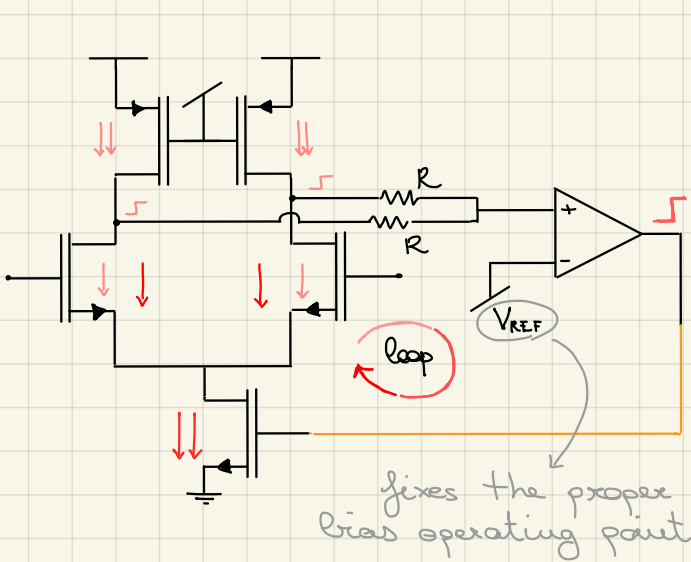 R
R
+
−
VREF
loop
fixes the proper
bias operating point